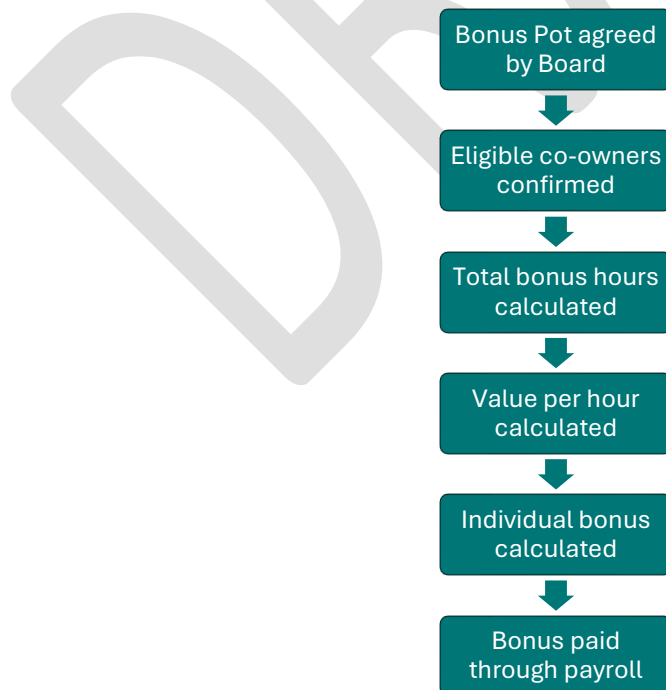 Bonus Pot agreed
by Board
Eligible co-owners
confirmed
Total bonus hours
calculated
Value per hour
calculated
Individual bonus
calculated
Bonus paid
through payroll